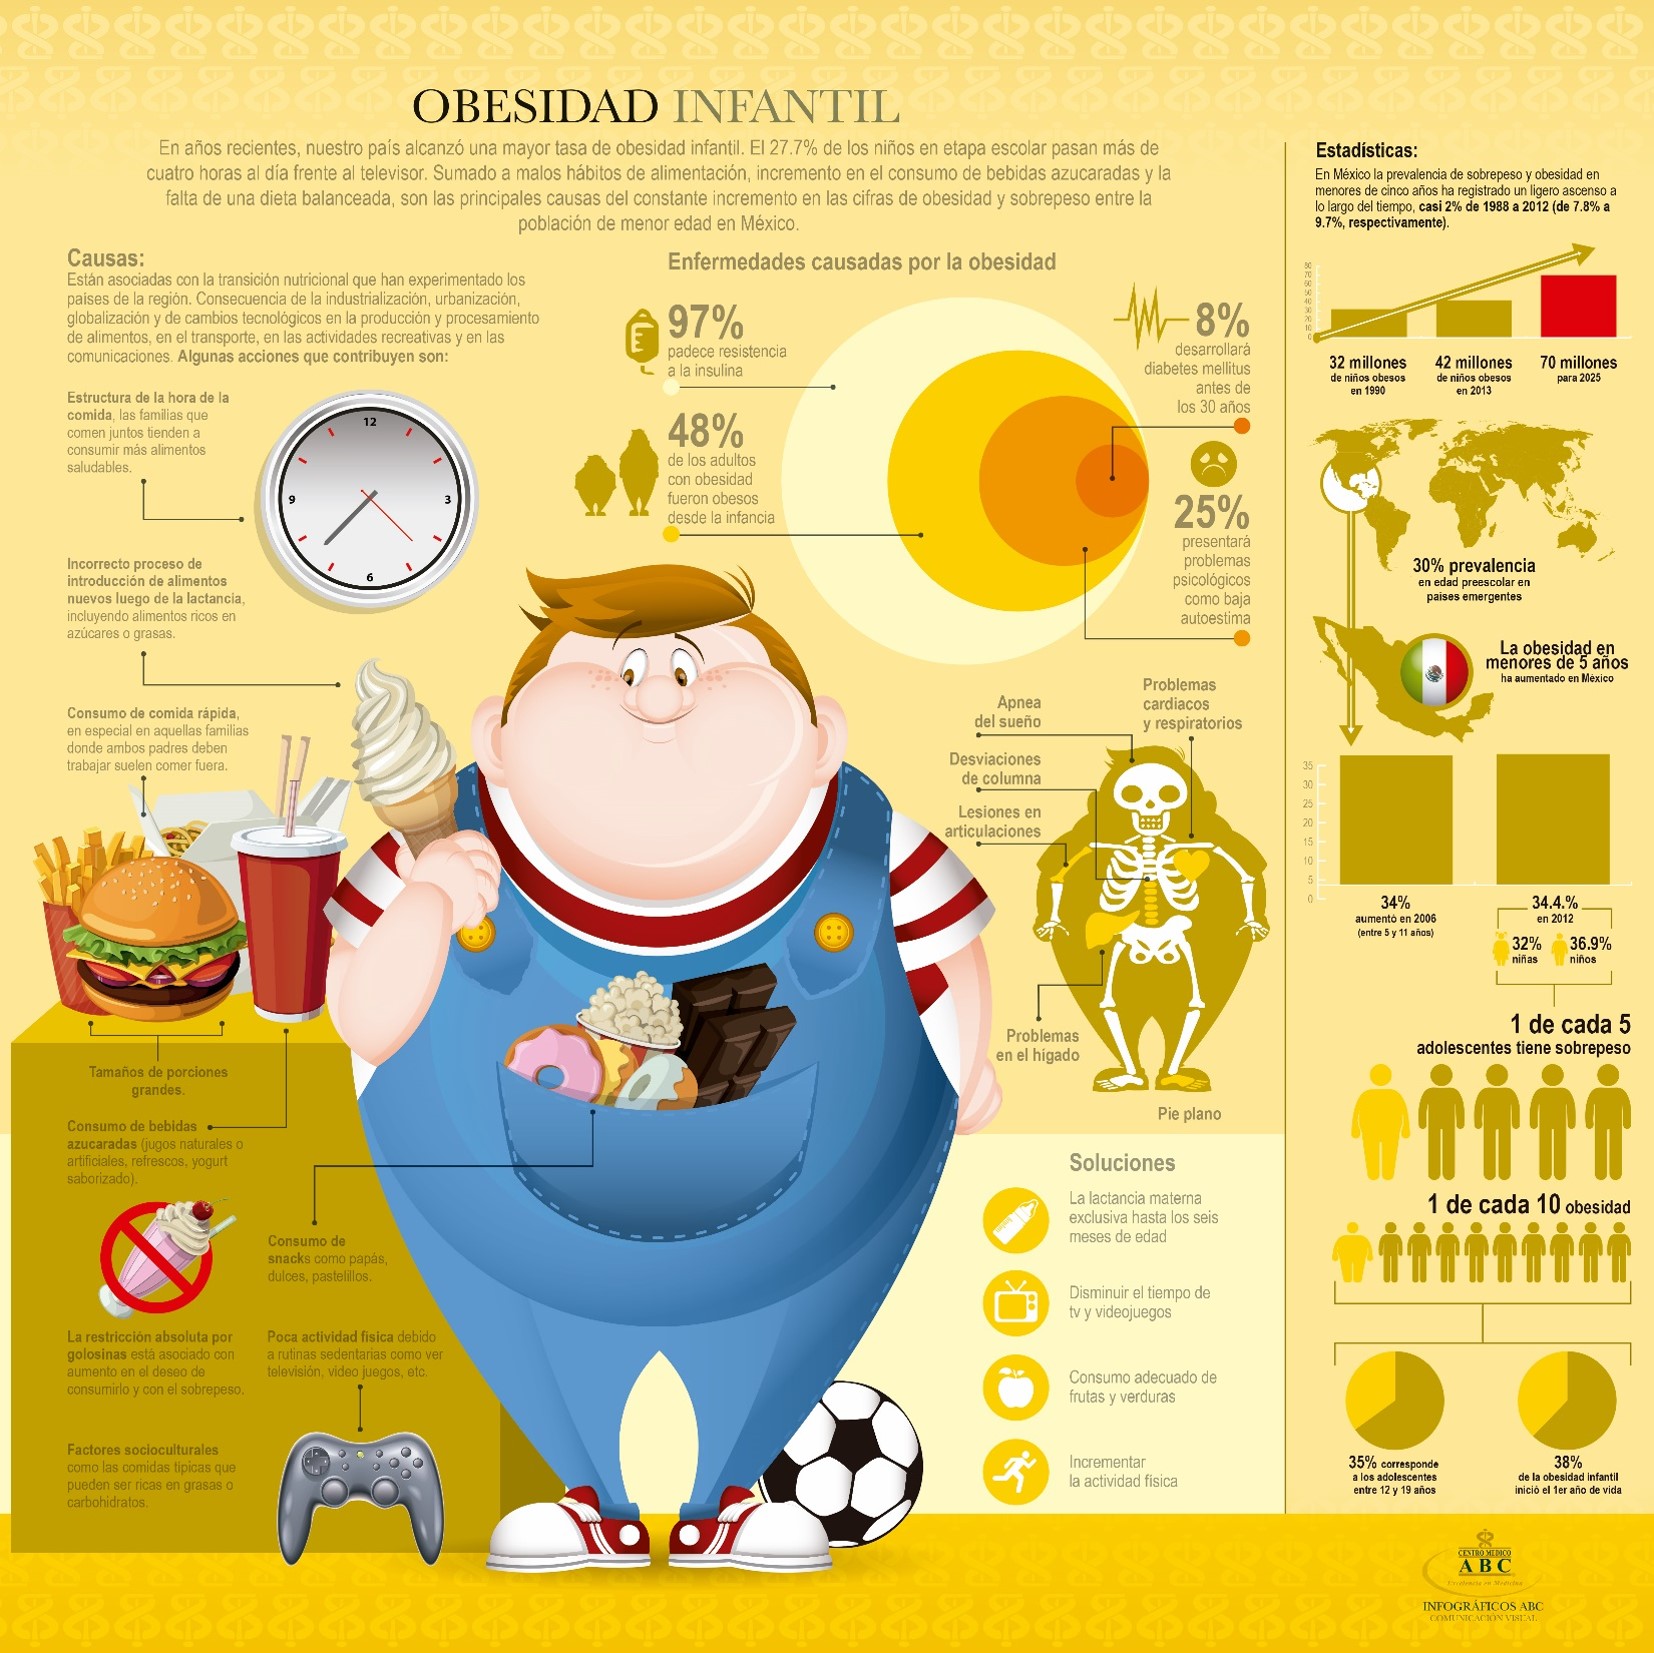 OBESIDAD INFANTIL
En años recientes, nuestro país alcanzó una mayor tasa de obesidad infantil. El 27.7% de los niños en etapa escolar pasan más de
cuatro horas al día frente al televisor. Sumado a malos hábitos de alimentación, incremento en el consumo de bebidas azucaradas y la
falta de una dieta balanceada, son las principales causas del constante incremento en las cifras de obesidad y sobrepeso entre la
población de menor edad en México.
Causas:
Están asociadas con la transición nutricional que han experimentado los
países de la región. Consecuencia de la industrialización, urbanización,
globalización y de cambios tecnológicos en la producción y procesamiento
de alimentos, en el transporte, en las actividades recreativas y en las
comunicaciones. Algunas acciones que contribuyen son:
Estructura de la hora de la
comida, las familias que
comen juntos tienden a
consumir más alimentos
saludables.
12
3
6
9
Incorrecto proceso de
introducción de alimentos
nuevos luego de la lactancia,
incluyendo alimentos ricos en
azúcares o grasas.
Consumo de comida rápida,
en especial en aquellas familias
donde ambos padres deben
trabajar suelen comer fuera.
Tamaños de porciones
grandes.
Consumo de bebidas
azucaradas (jugos naturales o
artificiales, refrescos, yogurt
saborizado).
Consumo de
snacks como papás,
dulces, pastelillos.
La restricción absoluta por
golosinas está asociado con
aumento en el deseo de
consumirlo y con el sobrepeso.
Poca actividad física debido
a rutinas sedentarias como ver
televisión, video juegos, etc.
Factores socioculturales
como las comidas típicas que
pueden ser ricas en grasas o
carbohidratos.
Enfermedades causadas por la obesidad
97%
padece resistencia
a la insulina
48%
de los adultos
con obesidad
fueron obesos
desde la infancia
8%
desarrollará
diabetes mellitus
antes de
los 30 años
25%
presentará
problemas
psicológicos
como baja
autoestima
Apnea
del sueño
Problemas
cardiacos
y respiratorios
Desviaciones
de columna
Lesiones en
articulaciones
Problemas
en el hígado
Pie plano
Soluciones
La lactancia materna
exclusiva hasta los seis
meses de edad
Disminuir el tiempo de
tv y videojuegos
Consumo adecuado de
frutas y verduras
Incrementar
la actividad física
Estadísticas:
En México la prevalencia de sobrepeso y obesidad en
menores de cinco años ha registrado un ligero ascenso a
lo largo del tiempo, casi 2% de 1988 a 2012 (de 7.8% a
9.7%, respectivamente).
80
70
60
50
40
30
20
10
0
32 millones
de niños obesos
en 1990
42 millones
de niños obesos
en 2013
70 millones
para 2025
30% prevalencia
en edad preescolar en
países emergentes
La obesidad en
menores de 5 años
ha aumentado en México
35
30
25
20
15
10
5
0
34%
aumentó en 2006
(entre 5 y 11 años)
34.4.%
en 2012
32%
niñas
36.9%
niños
1 de cada 5
adolescentes tiene sobrepeso
1 de cada 10 obesidad
35% corresponde
a los adolescentes
entre 12 y 19 años
38%
de la obesidad infantil
inició el 1er año de vida
CENTRO MÉDICO
ABC
Excelencia en Medicina
INFOGRÁFICOS ABC
COMUNICACIÓN VISUAL